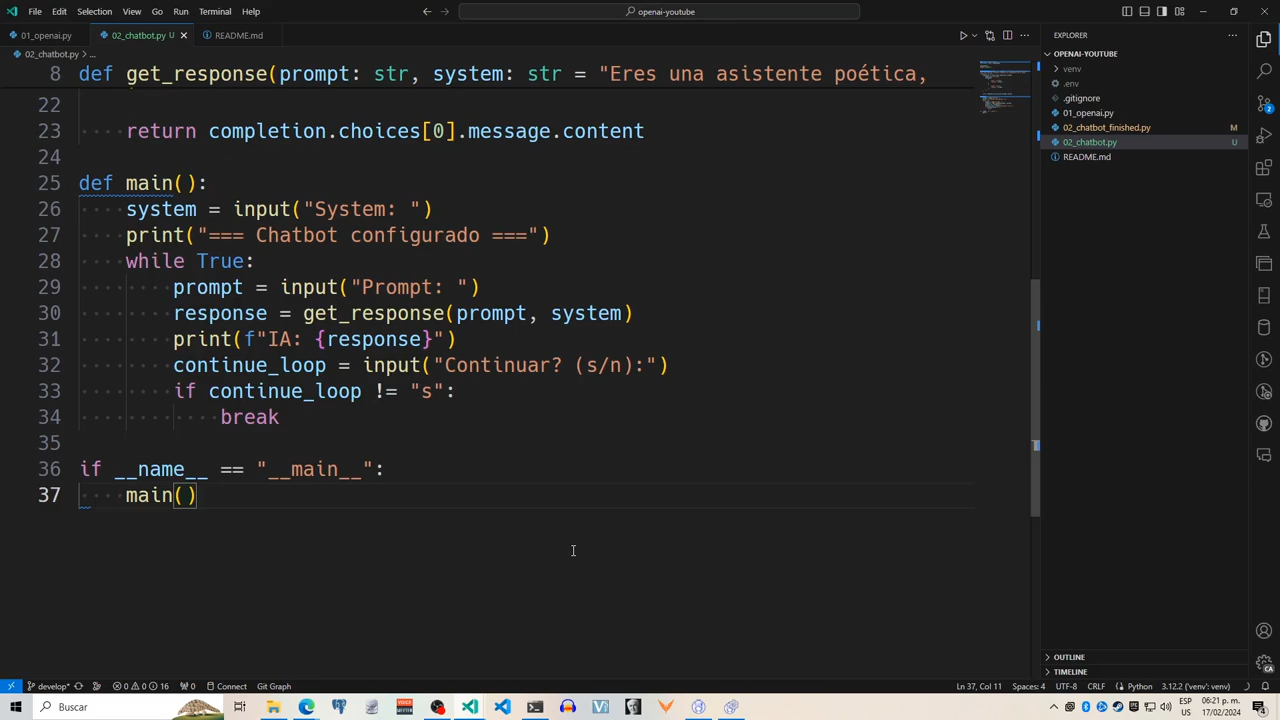 File Edit Selection View Go Run Terminal Help
openai-youtube
01_openai.py 02_chatbot.py U README.md
02_chatbot.py > ...
8 def get_response(prompt: str, system: str = "Eres una asistente poética,
22
23 return completion.choices[0].message.content
24
25 def main():
26 system = input("System: ")
27 print("=== Chatbot configurado ===")
28 while True:
29 prompt = input("Prompt: ")
30 response = get_response(prompt, system)
31 print(f"IA: {response}")
32 continue_loop = input("Continuar? (s/n):")
33 if continue_loop != "s":
34 break
35
36 if __name__ == "__main__":
37 main()
EXPLORER
OPENAI-YOUTUBE
venv
.env
.gitignore
01_openai.py
02_chatbot_finished.py M
02_chatbot.py U
README.md
OUTLINE
TIMELINE
2
CA
develop* 0 0 16 0 Connect Git Graph
Ln 37, Col 11 Spaces: 4 UTF-8 CRLF Python 3.12.2 ('venv': venv)
Buscar
ESP
US
06:21 p. m.
17/02/2024